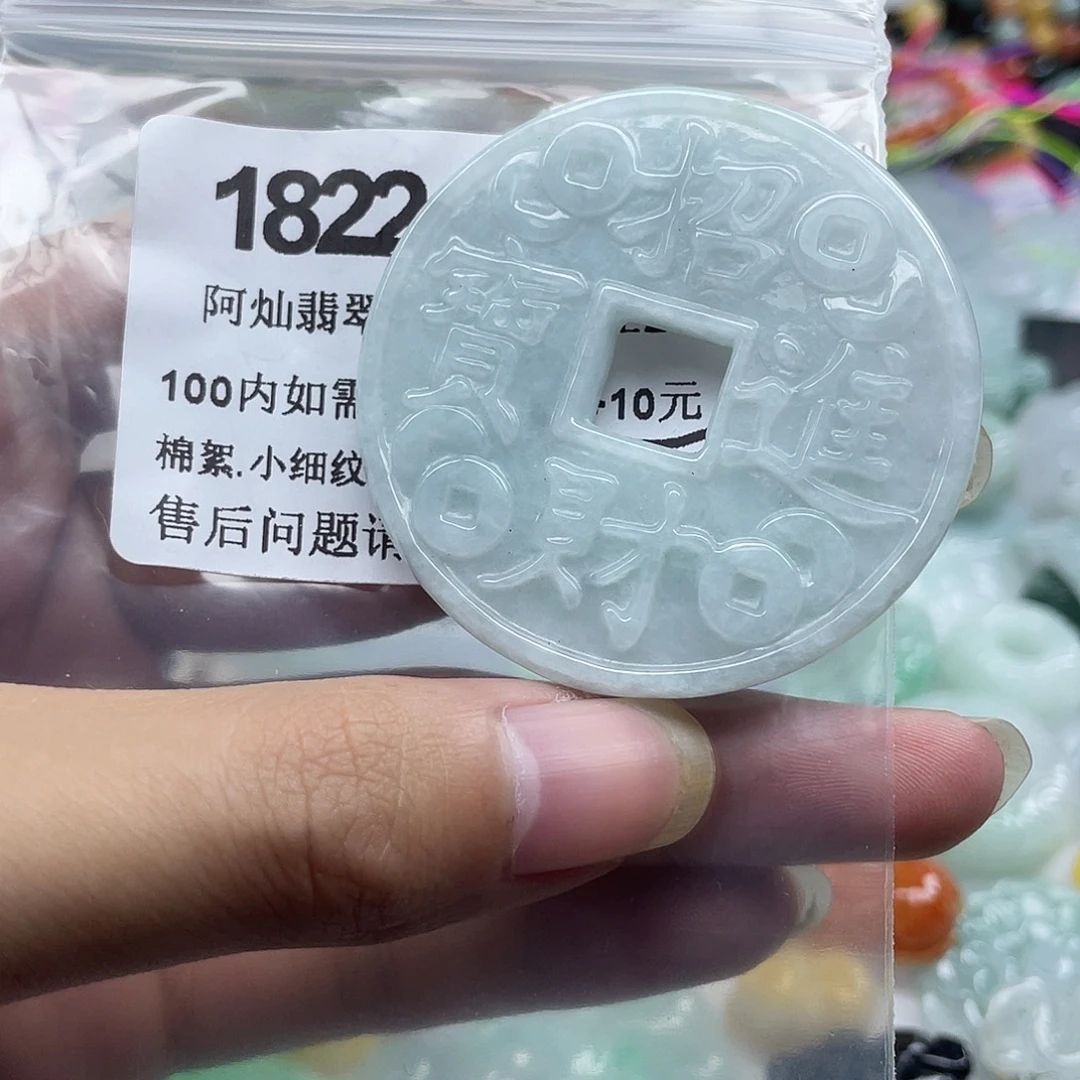 1822
阿灿翡翠
100内如需
-10元
棉絮.小细纹
售后问题请
招財進寶